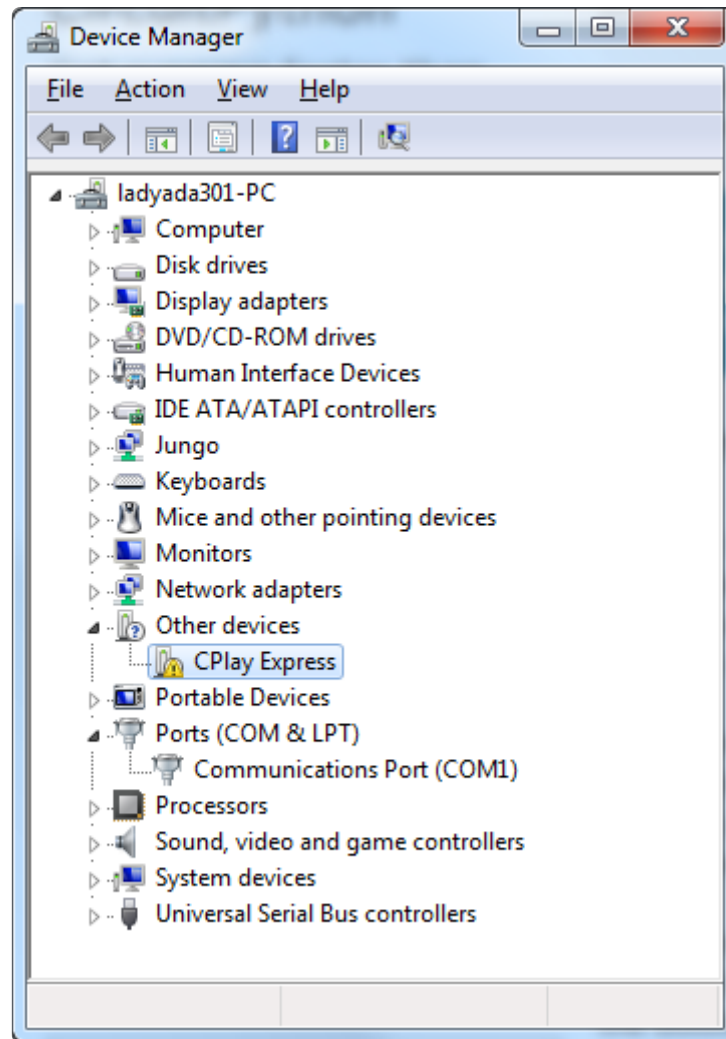 Device Manager
File Action View Help
ladyada301-PC
Computer
Disk drives
Display adapters
DVD/CD-ROM drives
Human Interface Devices
IDE ATA/ATAPI controllers
Jungo
Keyboards
Mice and other pointing devices
Monitors
Network adapters
Other devices
CPlay Express
Portable Devices
Ports (COM & LPT)
Communications Port (COM1)
Processors
Sound, video and game controllers
System devices
Universal Serial Bus controllers